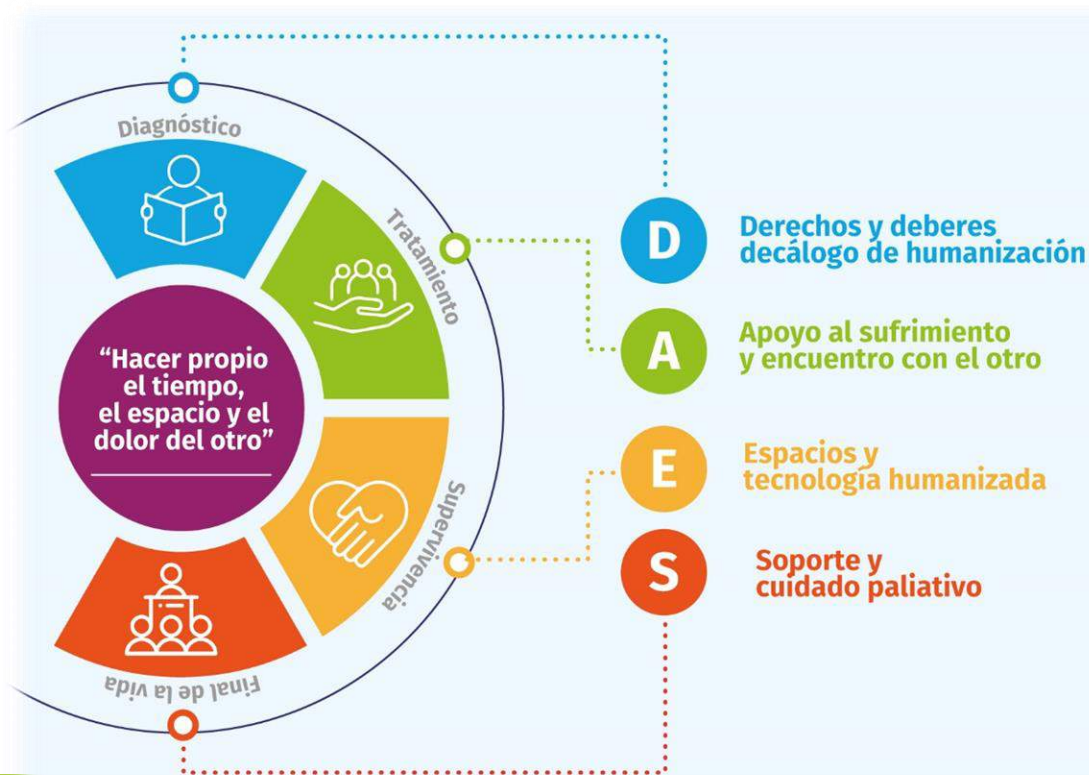 Diagnóstico
Tratamiento
Supervivencia
Final de la vida
“Hacer propio
el tiempo,
el espacio y el
dolor del otro”
D
Derechos y deberes
decálogo de humanización
A
Apoyo al sufrimiento
y encuentro con el otro
E
Espacios y
tecnología humanizada
S
Soporte y
cuidado paliativo